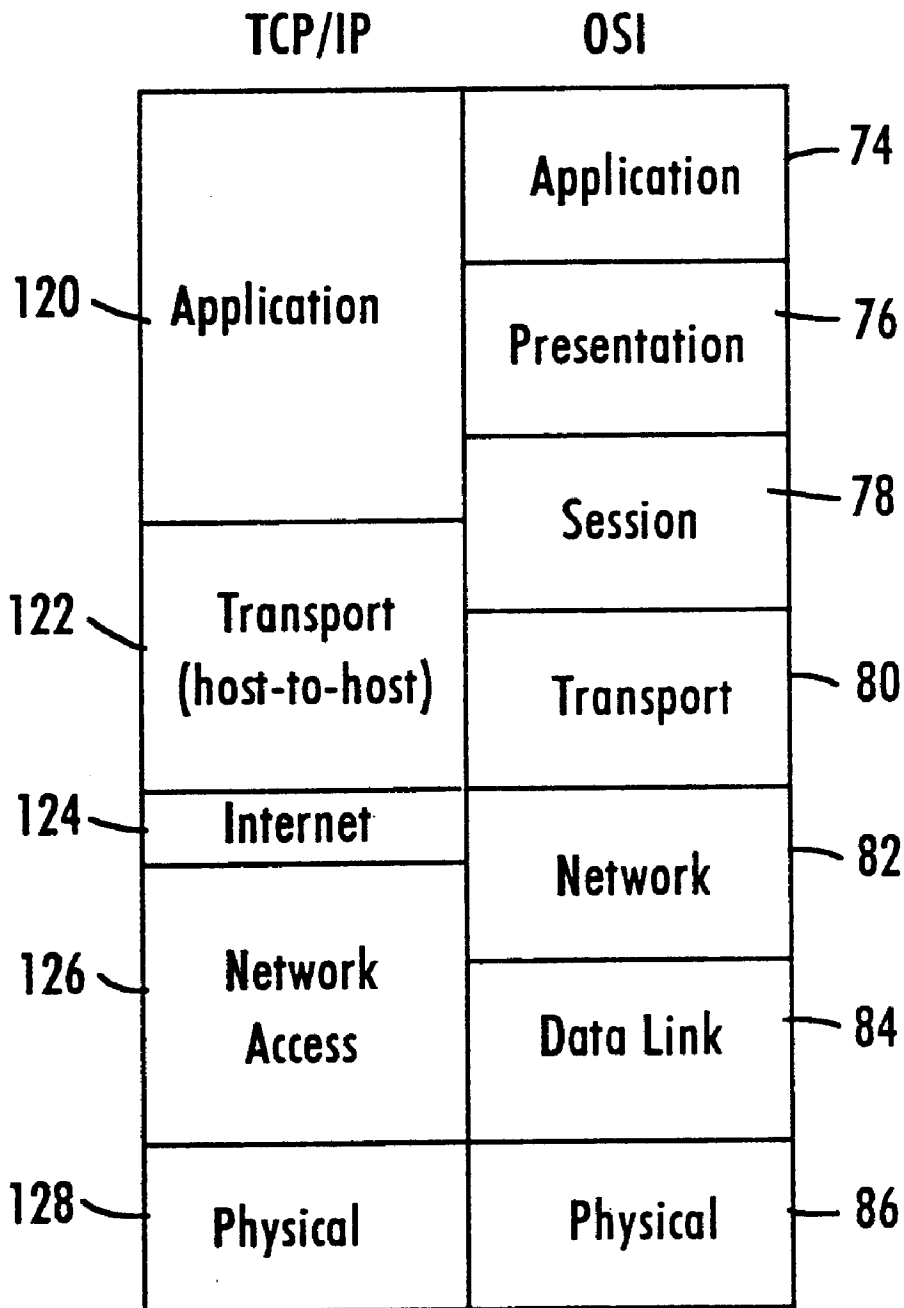 TCP/IP OSI
74
Application
76
120
Application
Presentation
78
Session
122
Transport
(host-to-host)
80
Transport
124
Internet
82
Network
126
Network
Access
84
Data Link
128
Physical
86
Physical